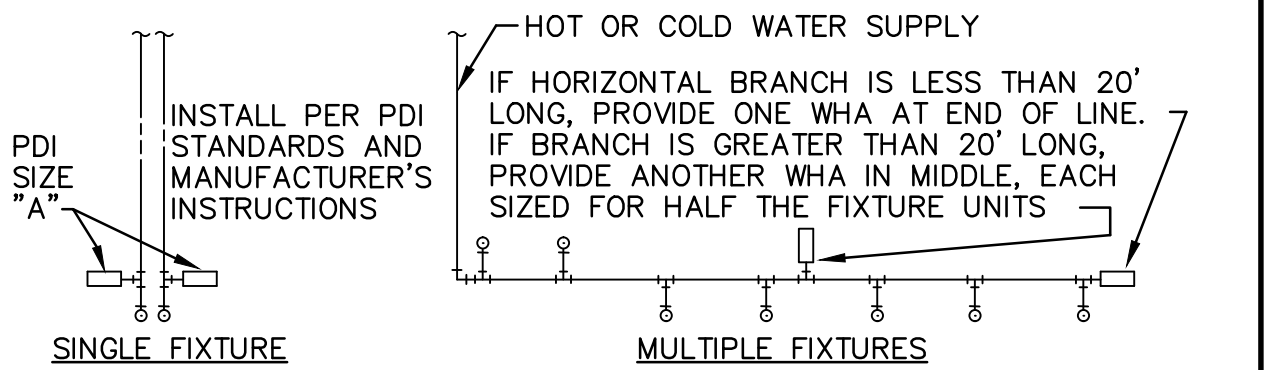 PDI
SIZE
"A"
INSTALL PER PDI
STANDARDS AND
MANUFACTURER'S
INSTRUCTIONS
SINGLE FIXTURE
HOT OR COLD WATER SUPPLY
IF HORIZONTAL BRANCH IS LESS THAN 20'
LONG, PROVIDE ONE WHA AT END OF LINE.
IF BRANCH IS GREATER THAN 20' LONG,
PROVIDE ANOTHER WHA IN MIDDLE, EACH
SIZED FOR HALF THE FIXTURE UNITS
MULTIPLE FIXTURES